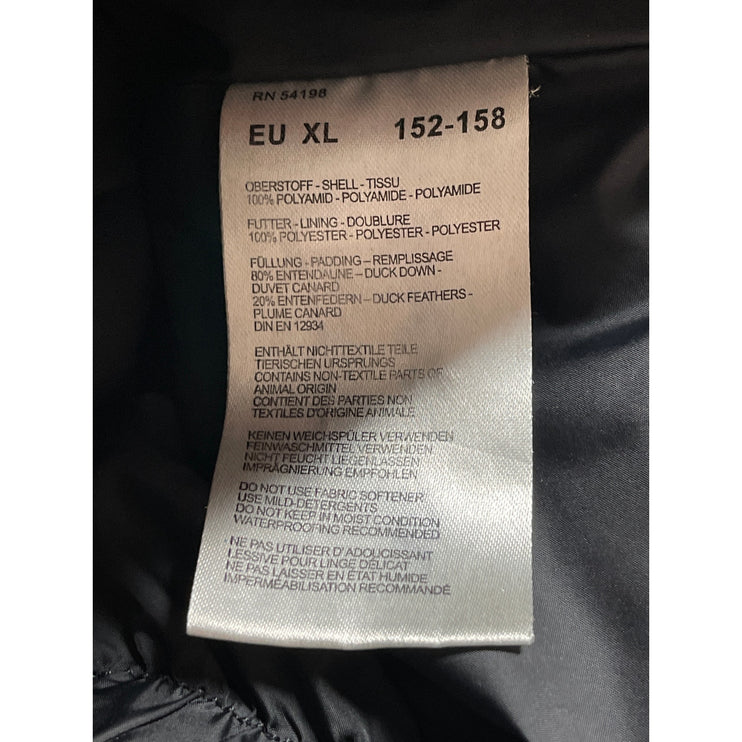 RN 54198
EU XL 152-158
OBERSTOFF - SHELL - TISSU
100% POLYAMID - POLYAMIDE - POLYAMIDE
FUTTER - LINING - DOUBLURE
100% POLYESTER - POLYESTER - POLYESTER
FÜLLUNG - PADDING - REMPLISSAGE
80% ENTENDAUNE - DUCK DOWN -
DUVET CANARD
20% ENTENFEDERN - DUCK FEATHERS -
PLUME CANARD
DIN EN 12934
ENTHÄLT NICHTTEXTILE TEILE
TIERISCHEN URSPRUNGS
CONTAINS NON-TEXTILE PARTS OF
ANIMAL ORIGIN
CONTIENT DES PARTIES NON
TEXTILES D'ORIGINE ANIMALE
KEINEN WEICHSPÜLER VERWENDEN
FEINWASCHMITTEL VERWENDEN
NICHT FEUCHT LIEGENLASSEN
IMPRÄGNIERUNG EMPFOHLEN
DO NOT USE FABRIC SOFTENER
USE MILD-DETERGENTS
DO NOT KEEP IN MOIST CONDITION
WATERPROOFING RECOMMENDED
NE PAS UTILISER D'ADOUCISSANT
LESSIVE POUR LINGE DÉLICAT
NE PAS LAISSER EN ÉTAT HUMIDE
IMPERMÉABILISATION RECOMMANDÉ